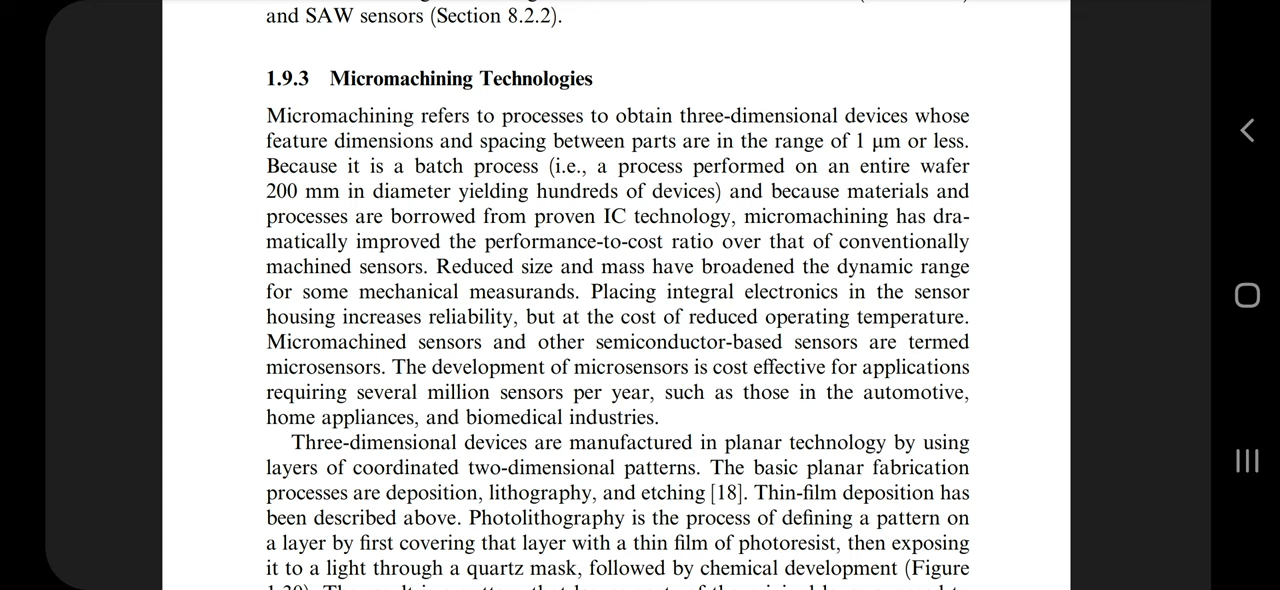 and SAW sensors (Section 8.2.2).
1.9.3 Micromachining Technologies
Micromachining refers to processes to obtain three-dimensional devices whose
feature dimensions and spacing between parts are in the range of 1 μm or less.
Because it is a batch process (i.e., a process performed on an entire wafer
200 mm in diameter yielding hundreds of devices) and because materials and
processes are borrowed from proven IC technology, micromachining has dra-
matically improved the performance-to-cost ratio over that of conventionally
machined sensors. Reduced size and mass have broadened the dynamic range
for some mechanical measurands. Placing integral electronics in the sensor
housing increases reliability, but at the cost of reduced operating temperature.
Micromachined sensors and other semiconductor-based sensors are termed
microsensors. The development of microsensors is cost effective for applications
requiring several million sensors per year, such as those in the automotive,
home appliances, and biomedical industries.
Three-dimensional devices are manufactured in planar technology by using
layers of coordinated two-dimensional patterns. The basic planar fabrication
processes are deposition, lithography, and etching [18]. Thin-film deposition has
been described above. Photolithography is the process of defining a pattern on
a layer by first covering that layer with a thin film of photoresist, then exposing
it to a light through a quartz mask, followed by chemical development (Figure